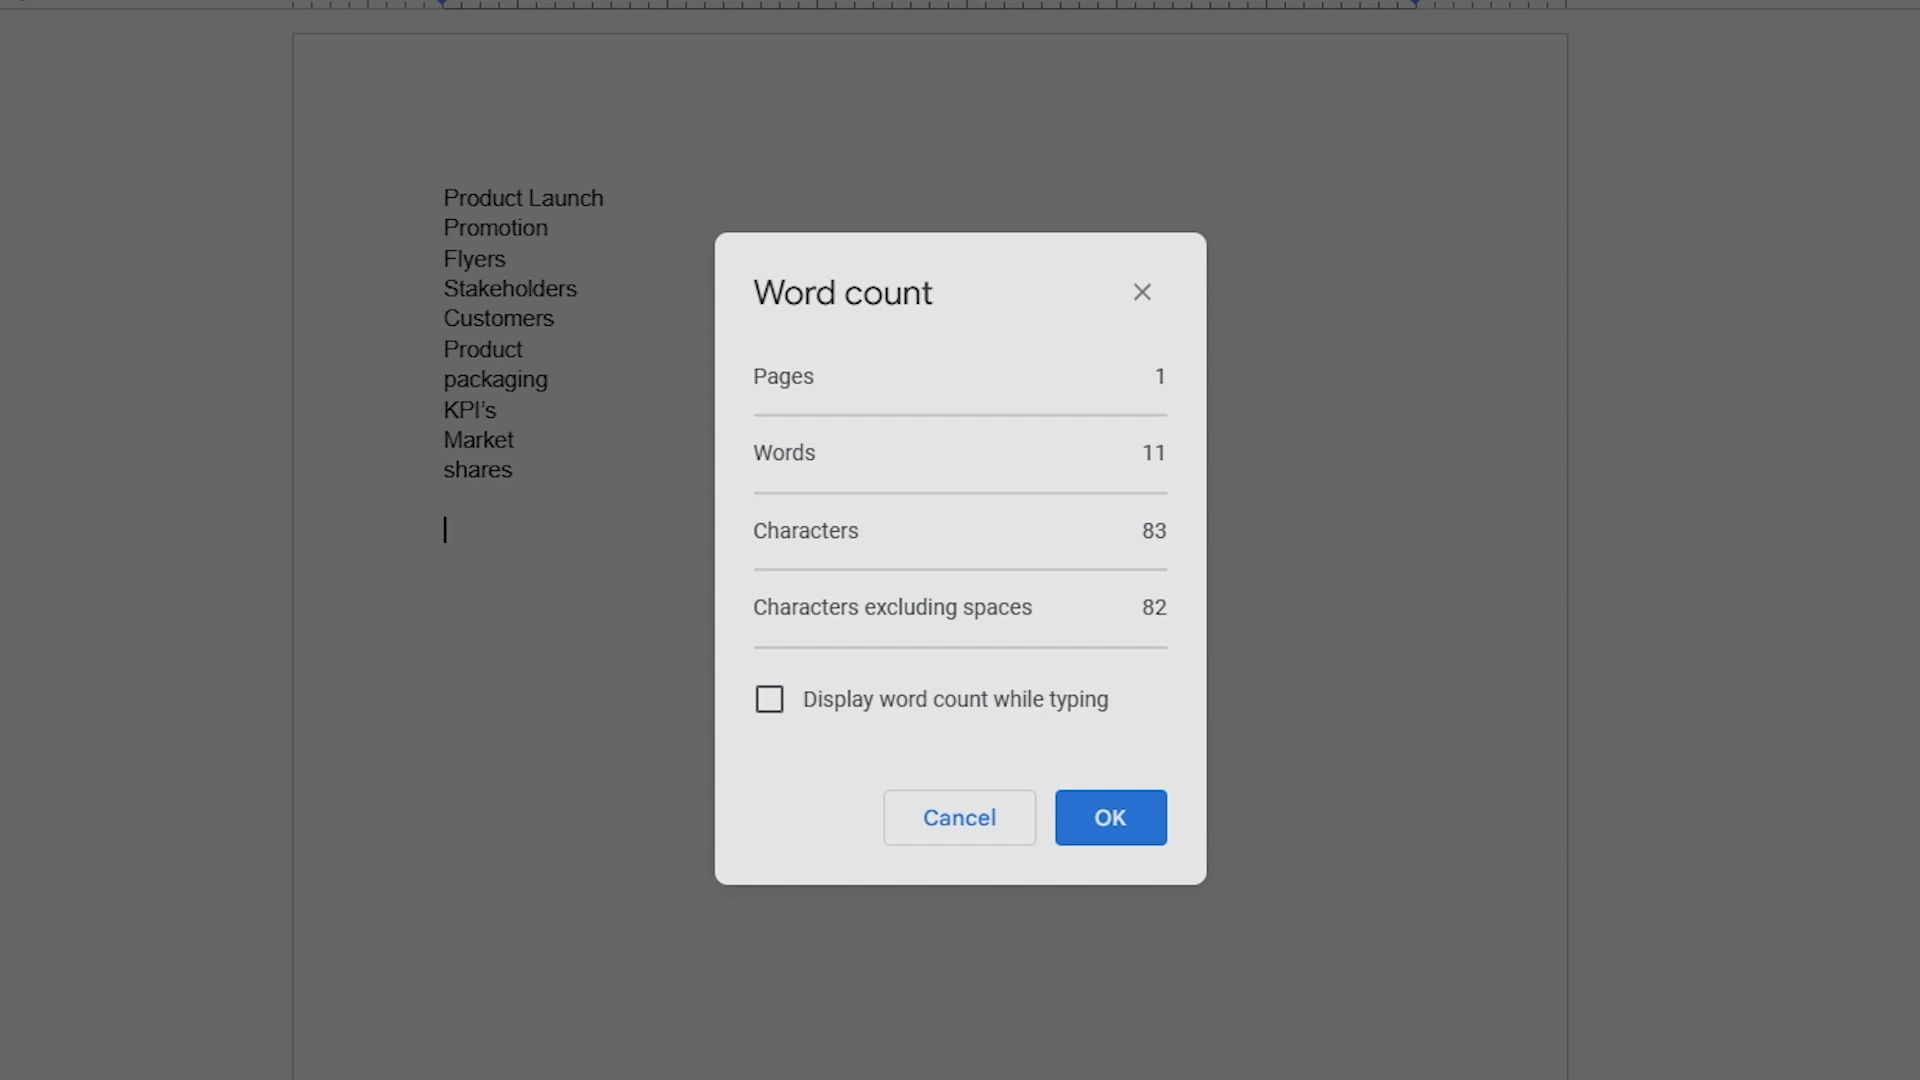 Product Launch
Promotion
Flyers
Stakeholders
Customers
Product
packaging
KPI’s
Market
shares
Word count
Pages 1
Words 11
Characters 83
Characters excluding spaces 82
Display word count while typing
Cancel OK